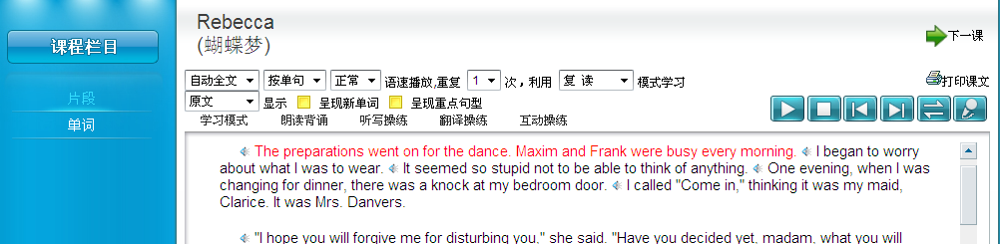 课程栏目
片段
单词
Rebecca
(蝴蝶梦)
下一课
自动全文 按单句 正常 语速播放,重复 1 次，利用 复 读 模式学习
打印课文
原文 显示 呈现新单词 呈现重点句型
学习模式 朗读背诵 听写操练 翻译操练 互动操练
The preparations went on for the dance. Maxim and Frank were busy every morning. I began to worry
about what I was to wear. It seemed so stupid not to be able to think of anything. One evening, when I was
changing for dinner, there was a knock at my bedroom door. I called "Come in," thinking it was my maid,
Clarice. It was Mrs. Danvers.
"I hope you will forgive me for disturbing you," she said. "Have you decided yet, madam, what you will